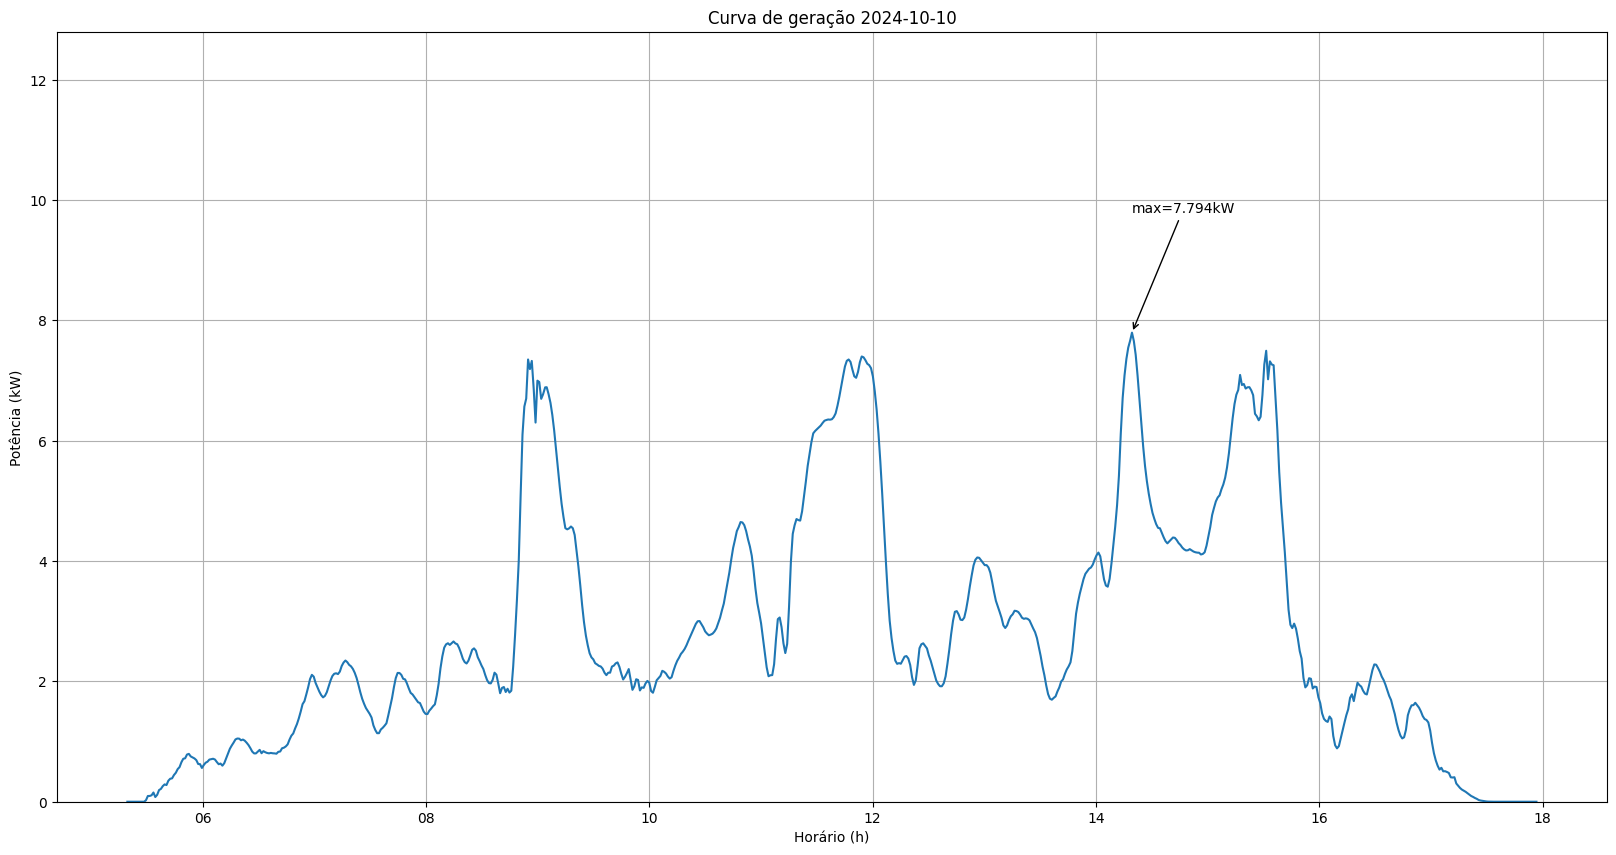 Curva de geração 2024-10-10
12
10
8
6
4
2
0
Potência (kW)
max=7.794kW
06 08 10 12 14 16 18
Horário (h)